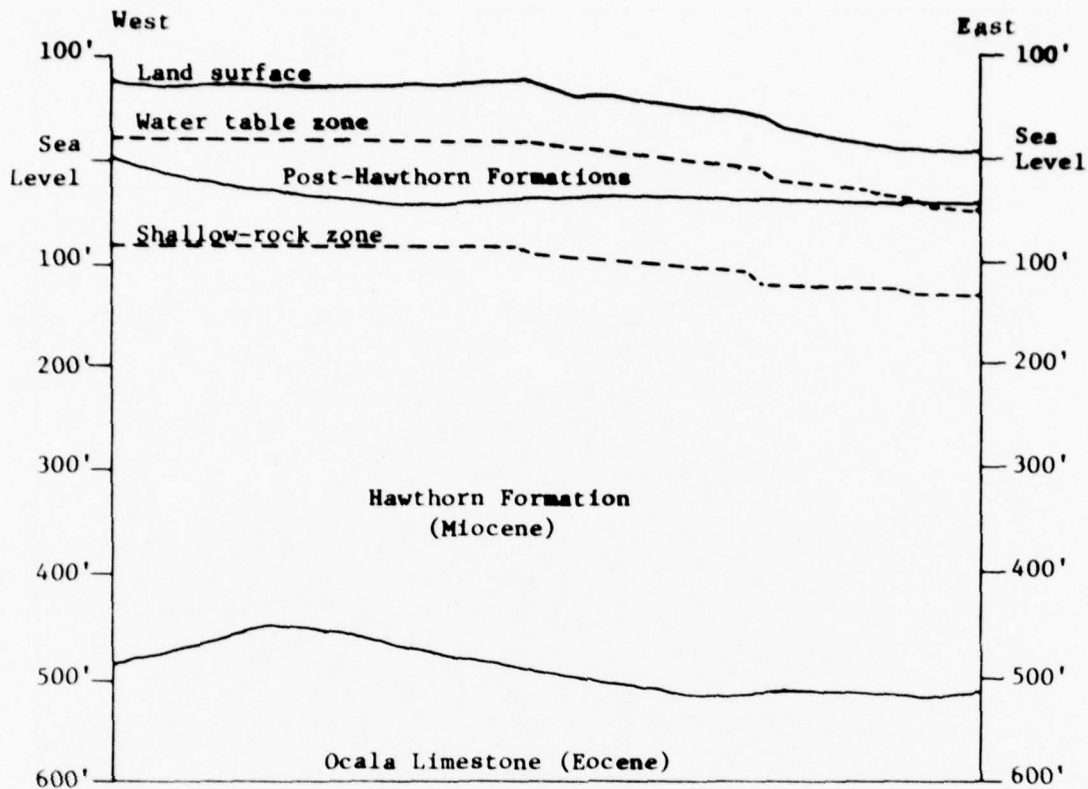 West
East
100'
100'
Land surface
Water table zone
Sea
Level
Sea
Level
Post-Hawthorn Formations
Shallow-rock zone
100'
100'
200'
200'
300'
300'
Hawthorn Formation
(Miocene)
400'
400'
500'
500'
Ocala Limestone (Eocene)
600'
600'